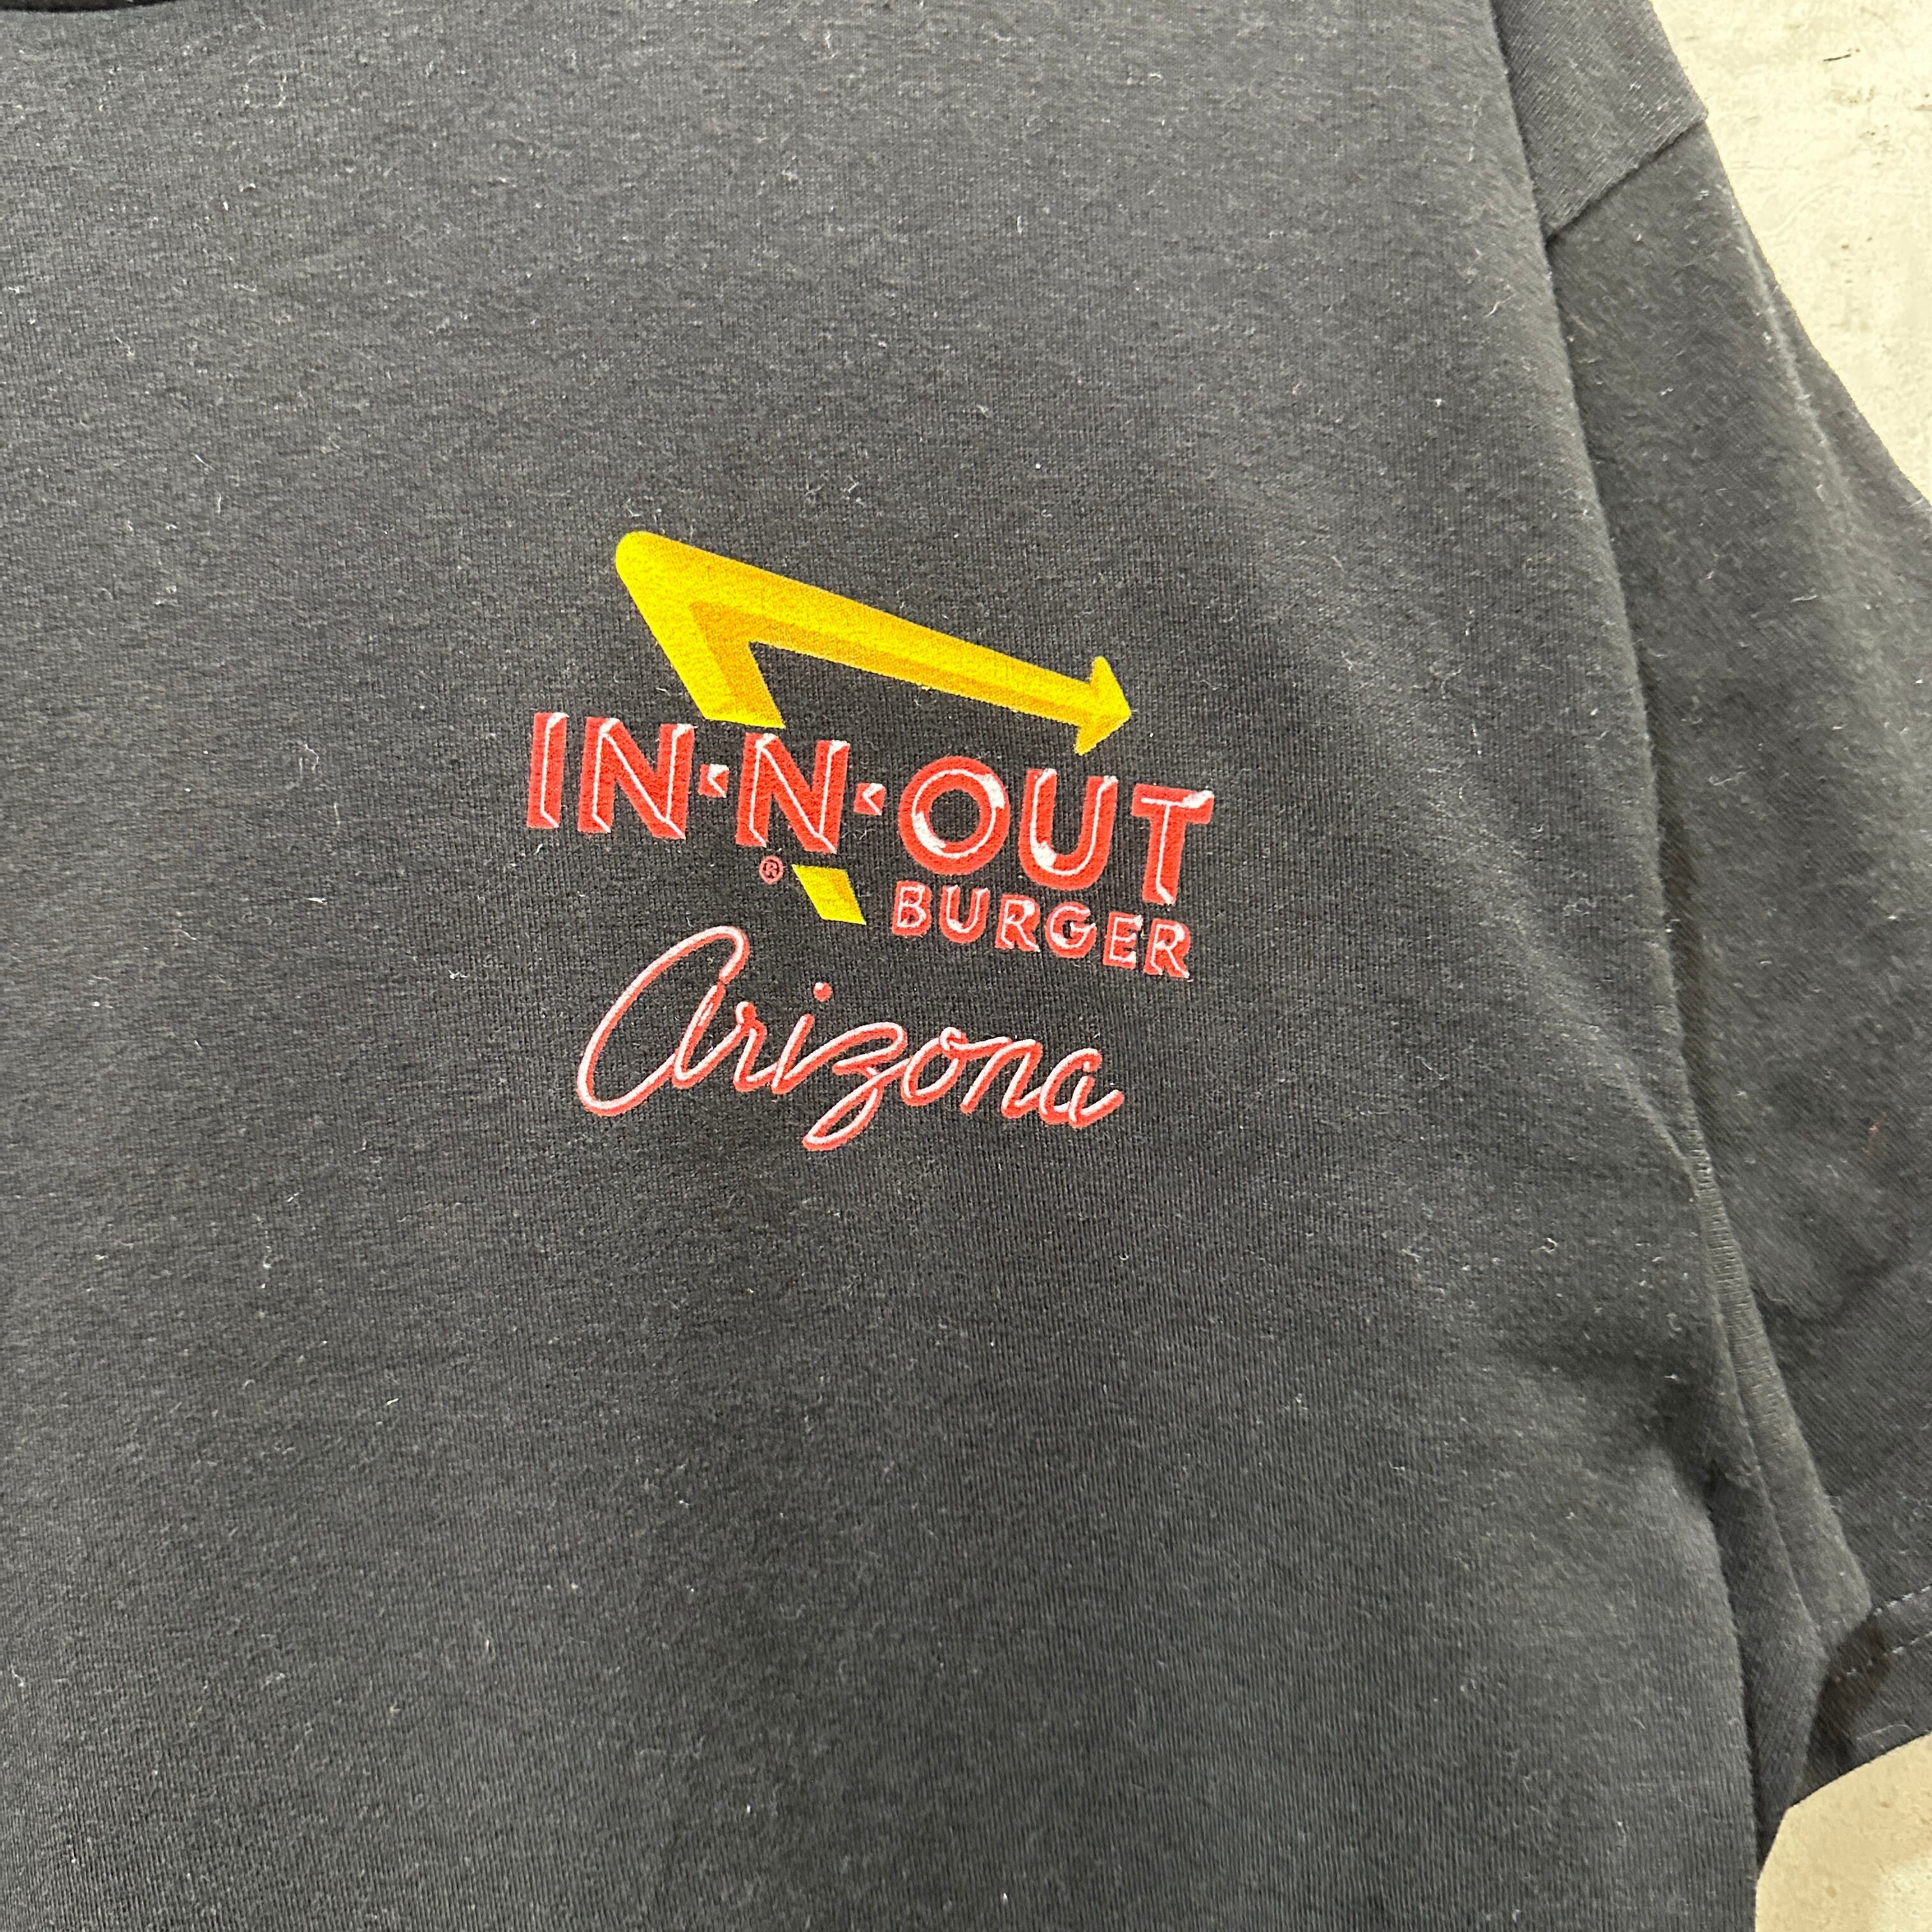 IN-N-OUT
® BURGER
Arizona